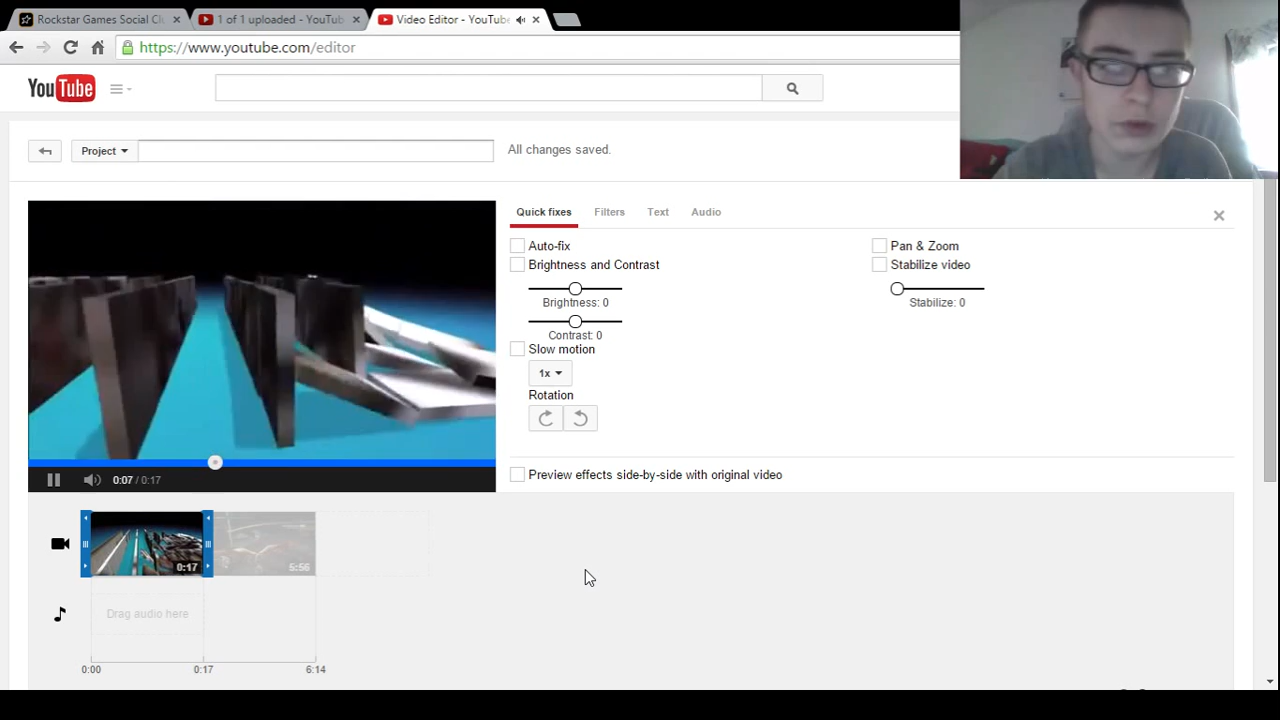 Rockstar Games Social Cl
1 of 1 uploaded - YouTub
Video Editor - YouTube
https://www.youtube.com/editor
YouTube
Project
All changes saved.
Quick fixes
Filters
Text
Audio
Auto-fix
Pan & Zoom
Brightness and Contrast
Stabilize video
Brightness: 0
Stabilize: 0
Contrast: 0
Slow motion
1x
Rotation
Preview effects side-by-side with original video
0:07 / 0:17
0:17
5:56
Drag audio here
0:00
0:17
6:14